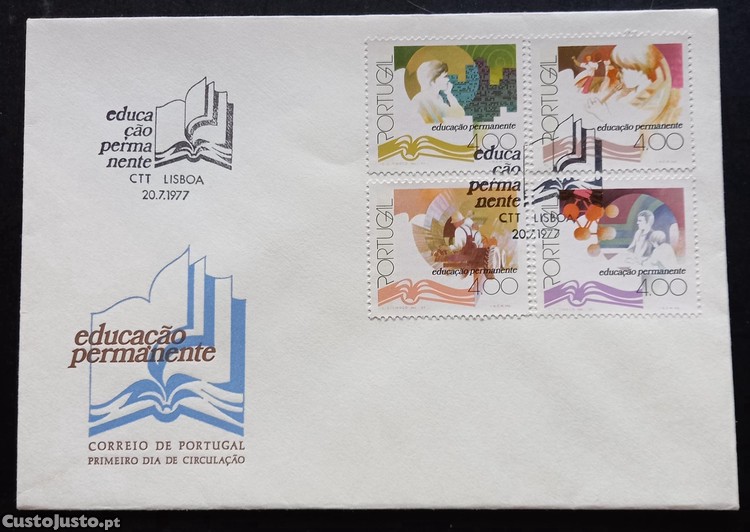 educa
ção
perma
nente
CTT LISBOA
20.7.1977
educação
permanente
CORREIO DE PORTUGAL
PRIMEIRO DIA DE CIRCULAÇÃO
PORTUGAL
educação permanente
4.00
PORTUGAL
educação permanente
4.00
educa
ção
perma
nente
CTT LISBOA
20.7.1977
PORTUGAL
educação permanente
4.00
PORTUGAL
educação permanente
4.00
CustoJusto.pt